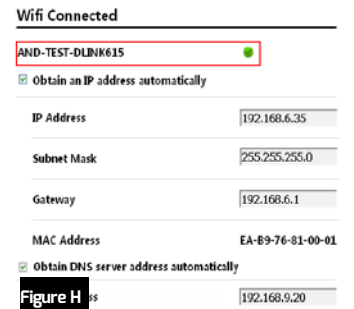 Wifi Connected
AND-TEST-DLINK615
Obtain an IP address automatically
IP Address 192.168.6.35
Subnet Mask 255.255.255.0
Gateway 192.168.6.1
MAC Address EA-B9-76-81-00-01
Obtain DNS server address automatically
Figure H ss 192.168.9.20